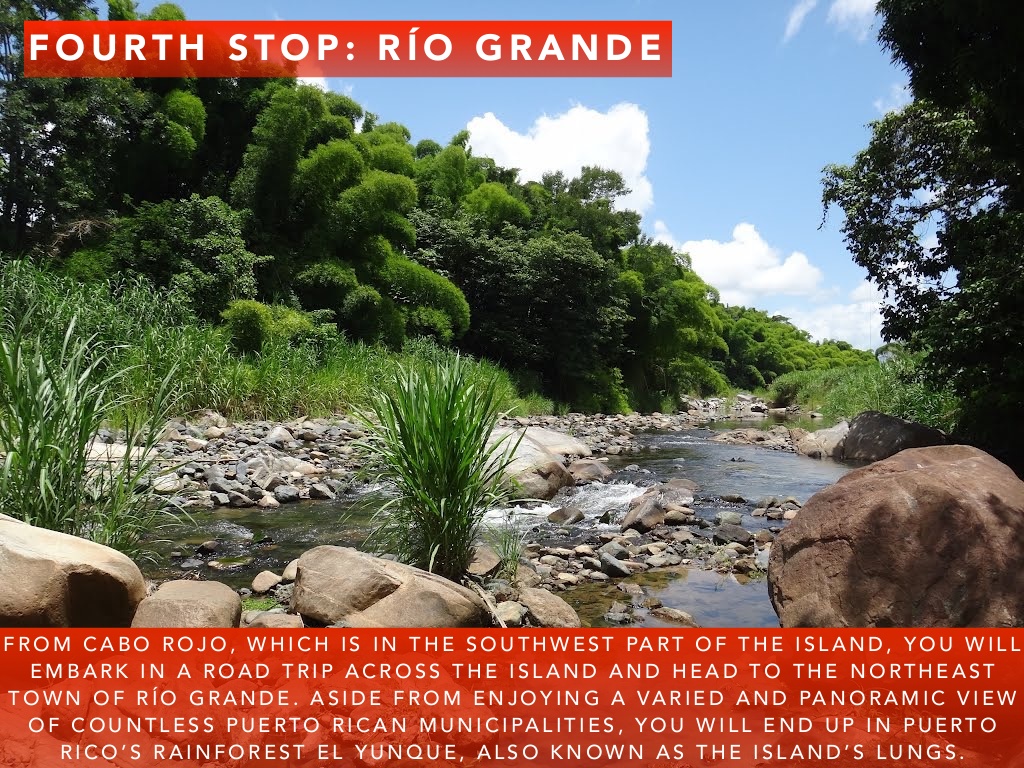 FOURTH STOP: RÍO GRANDE
FROM CABO ROJO, WHICH IS IN THE SOUTHWEST PART OF THE ISLAND, YOU WILL
EMBARK IN A ROAD TRIP ACROSS THE ISLAND AND HEAD TO THE NORTHEAST
TOWN OF RÍO GRANDE. ASIDE FROM ENJOYING A VARIED AND PANORAMIC VIEW
OF COUNTLESS PUERTO RICAN MUNICIPALITIES, YOU WILL END UP IN PUERTO
RICO’S RAINFOREST EL YUNQUE, ALSO KNOWN AS THE ISLAND’S LUNGS.